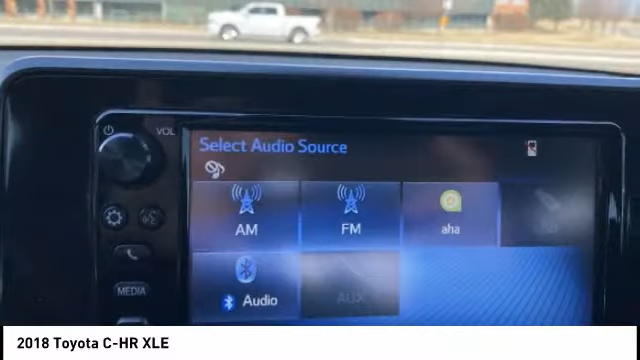 VOL
Select Audio Source
AM
FM
aha
Audio
AUX
MEDIA
2018 Toyota C-HR XLE